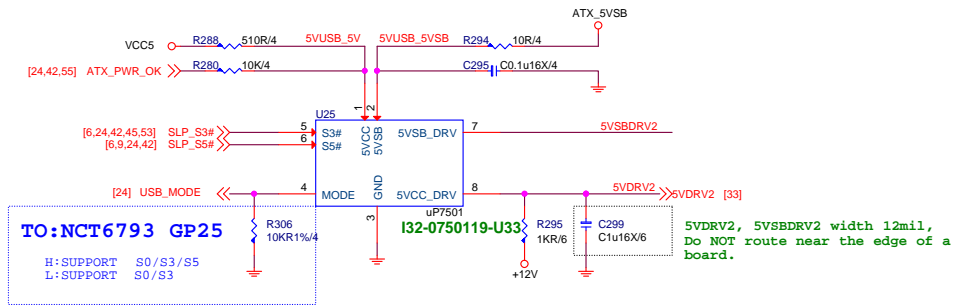 ATX_5VSB
VCC5 R288 510R/4 5VUSB_5V 5VUSB_5VSB R294 10R/4
[24,42,55] ATX_PWR_OK R280 10K/4 C295 C0.1u16X/4
1 2
U25
[6,24,42,45,53] SLP_S3# 5 S3# 5VCC 5VSB 5VSB_DRV 7 5VSBDRV2
[6,9,24,42] SLP_S5# 6 S5#
[24] USB_MODE 4 MODE GND 5VCC_DRV 8 5VDRV2 5VDRV2 [33]
3 uP7501
TO:NCT6793 GP25 R306 I32-0750119-U33 R295 C299 5VDRV2, 5VSBDRV2 width 12mil,
10KR1%/4 1KR/6 C1u16X/6 Do NOT route near the edge of a
H:SUPPORT S0/S3/S5 board.
L:SUPPORT S0/S3 +12V